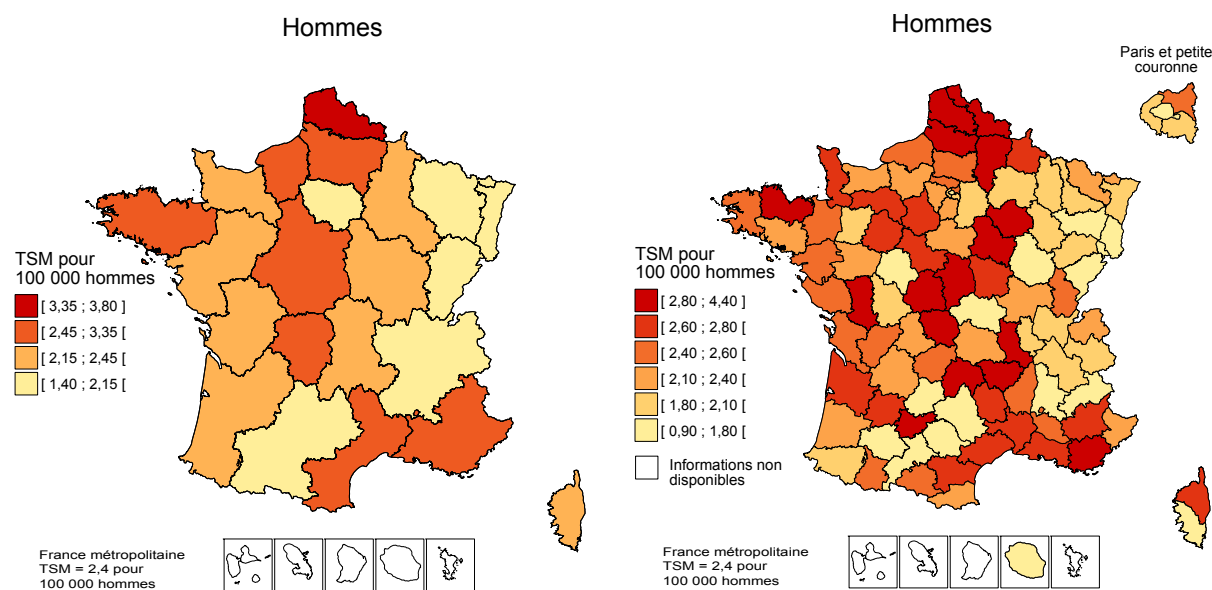 Hommes
TSM pour
100 000 hommes
[ 3,35 ; 3,80 ]
[ 2,45 ; 3,35 [
[ 2,15 ; 2,45 [
[ 1,40 ; 2,15 [
France métropolitaine
TSM = 2,4 pour
100 000 hommes
Hommes
Paris et petite
couronne
TSM pour
100 000 hommes
[ 2,80 ; 4,40 ]
[ 2,60 ; 2,80 [
[ 2,40 ; 2,60 [
[ 2,10 ; 2,40 [
[ 1,80 ; 2,10 [
[ 0,90 ; 1,80 [
Informations non
disponibles
France métropolitaine
TSM = 2,4 pour
100 000 hommes